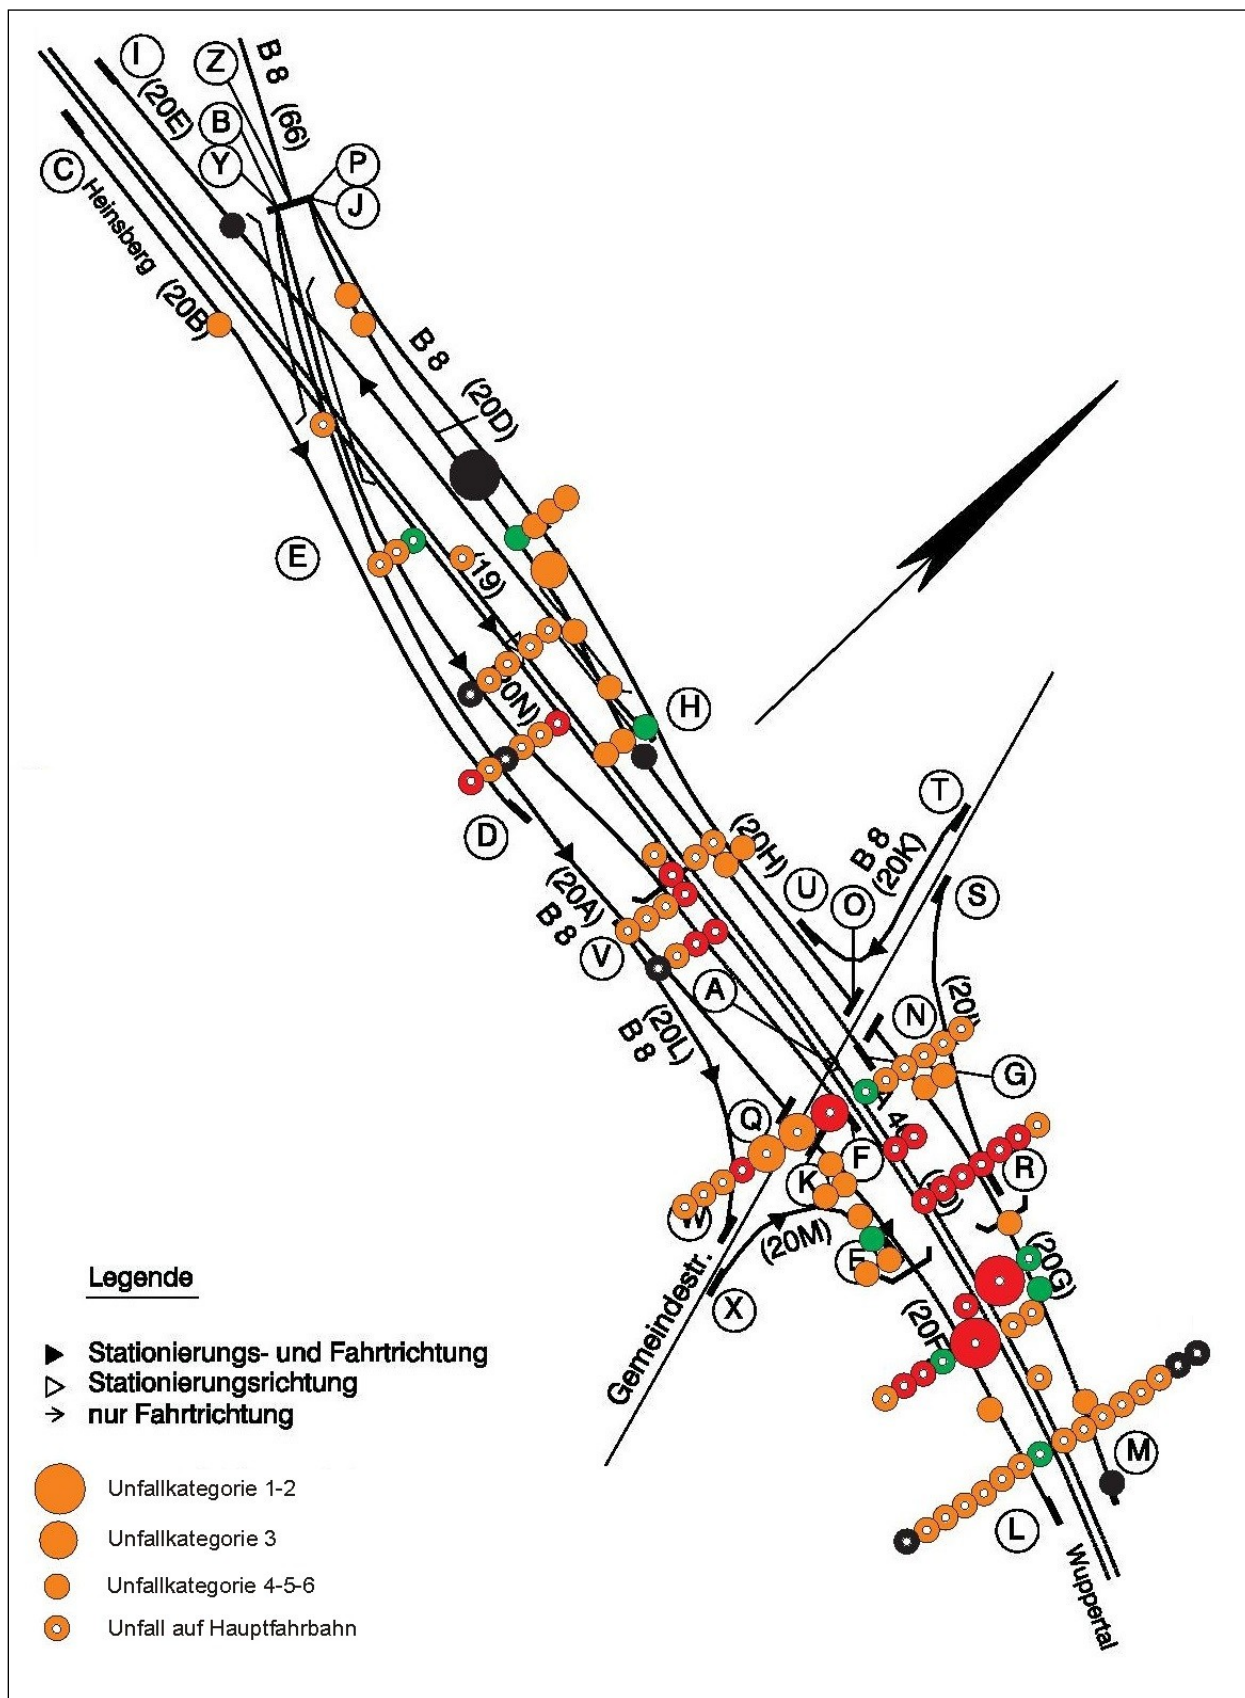 I
Z
B 8 (66)
(20E)
B
Y
P
J
C
Heinsberg (20B)
B 8 (20D)
E
(19)
H
D
T
B 8
(20K)
(20H)
U
O
S
(20A)
B 8
V
A
(20L)
B 8
N
G
Q
F
K
R
W
(20M)
E
(20G)
X
Gemeindestr.
M
L
Wuppertal
Legende
Stationierungs- und Fahrtrichtung
Stationierungsrichtung
nur Fahrtrichtung
Unfallkategorie 1-2
Unfallkategorie 3
Unfallkategorie 4-5-6
Unfall auf Hauptfahrbahn